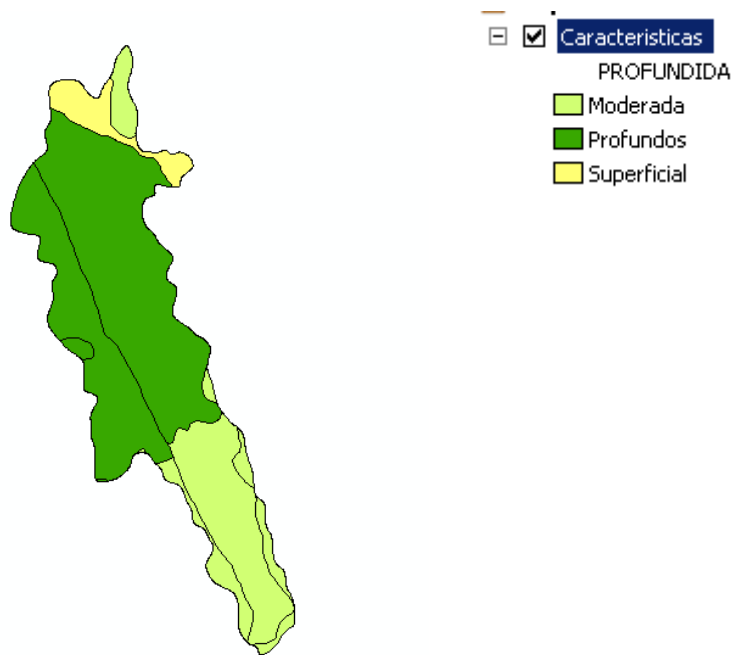 Caracteristicas
PROFUNDIDA
Moderada
Profundos
Superficial